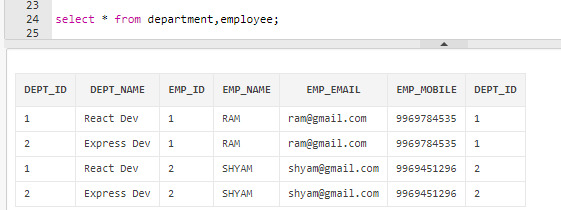 23
24 select * from department,employee;
25
DEPT_ID DEPT_NAME EMP_ID EMP_NAME EMP_EMAIL EMP_MOBILE DEPT_ID
1 React Dev 1 RAM ram@gmail.com 9969784535 1
2 Express Dev 1 RAM ram@gmail.com 9969784535 1
1 React Dev 2 SHYAM shyam@gmail.com 9969451296 2
2 Express Dev 2 SHYAM shyam@gmail.com 9969451296 2